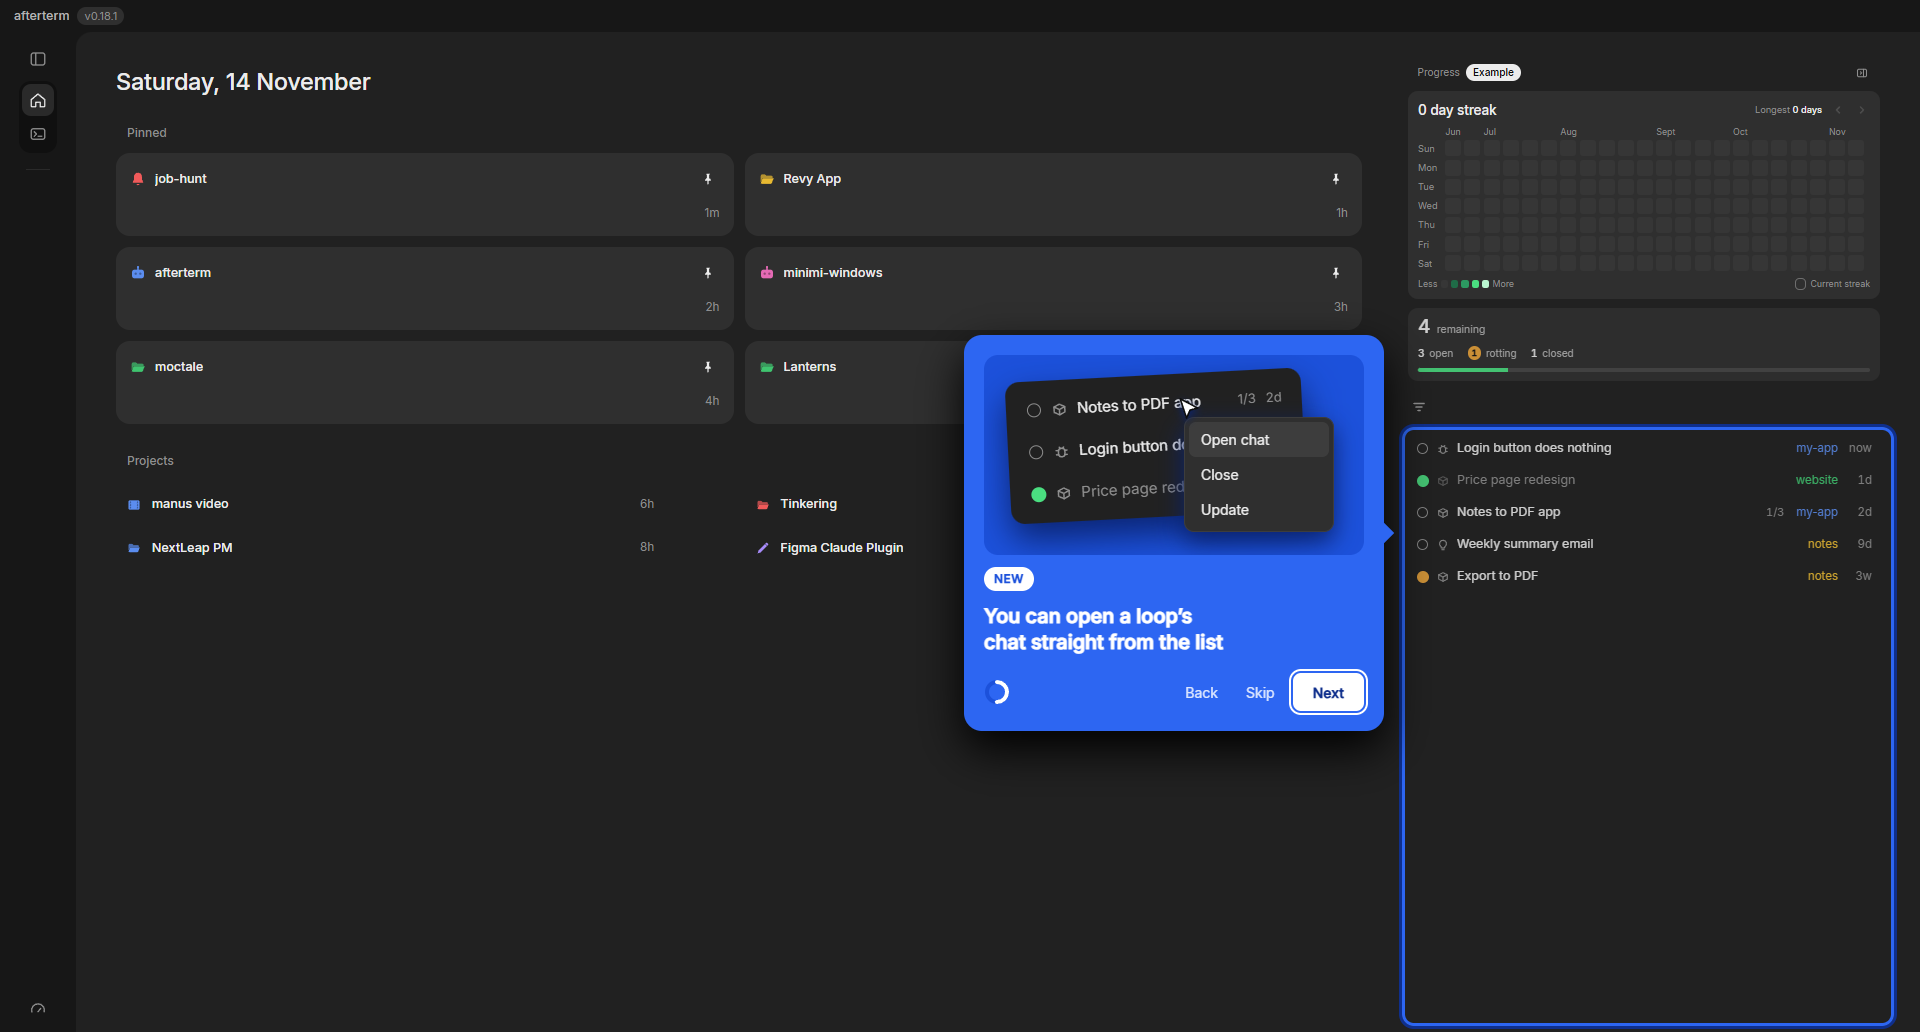 afterterm v0.18.1
Saturday, 14 November
Pinned
job-hunt
1m
Revy App
1h
afterterm
2h
minimi-windows
3h
moctale
4h
Lanterns
Projects
manus video 6h
Tinkering
NextLeap PM 8h
Figma Claude Plugin
Notes to PDF app 1/3 2d
Login button do
Price page red
Open chat
Close
Update
NEW
You can open a loop’s
chat straight from the list
Back Skip Next
Progress Example
0 day streak Longest 0 days
Jun Jul Aug Sept Oct Nov
Sun
Mon
Tue
Wed
Thu
Fri
Sat
Less More Current streak
4 remaining
3 open 1 rotting 1 closed
Login button does nothing my-app now
Price page redesign website 1d
Notes to PDF app 1/3 my-app 2d
Weekly summary email notes 9d
Export to PDF notes 3w